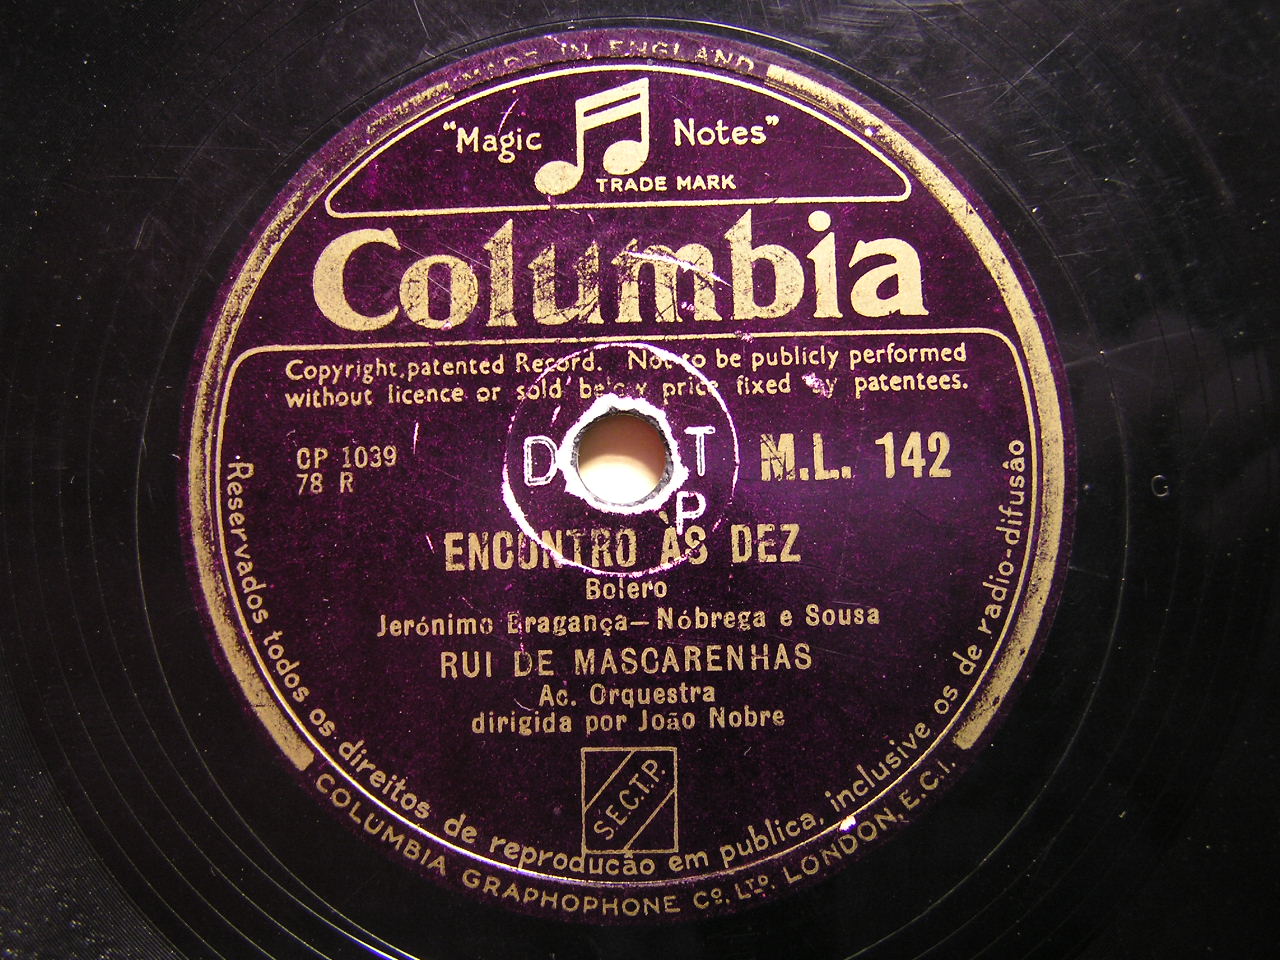 MADE IN ENGLAND
"Magic Notes"
TRADE MARK
Columbia
Copyright, patented Record. Not to be publicly performed
without licence or sold below price fixed by patentees.
CP 1039
78 R
D T
P
M.L. 142
ENCONTRO ÀS DEZ
Bolero
Jerónimo Bragança—Nóbrega e Sousa
RUI DE MASCARENHAS
Ac. Orquestra
dirigida por João Nobre
S.E.C.T.P.
Reservados todos os direitos de reproducão em publica, inclusive os de radio-difusão
COLUMBIA GRAPHOPHONE Co. LTD. LONDON, E.C.1.
G